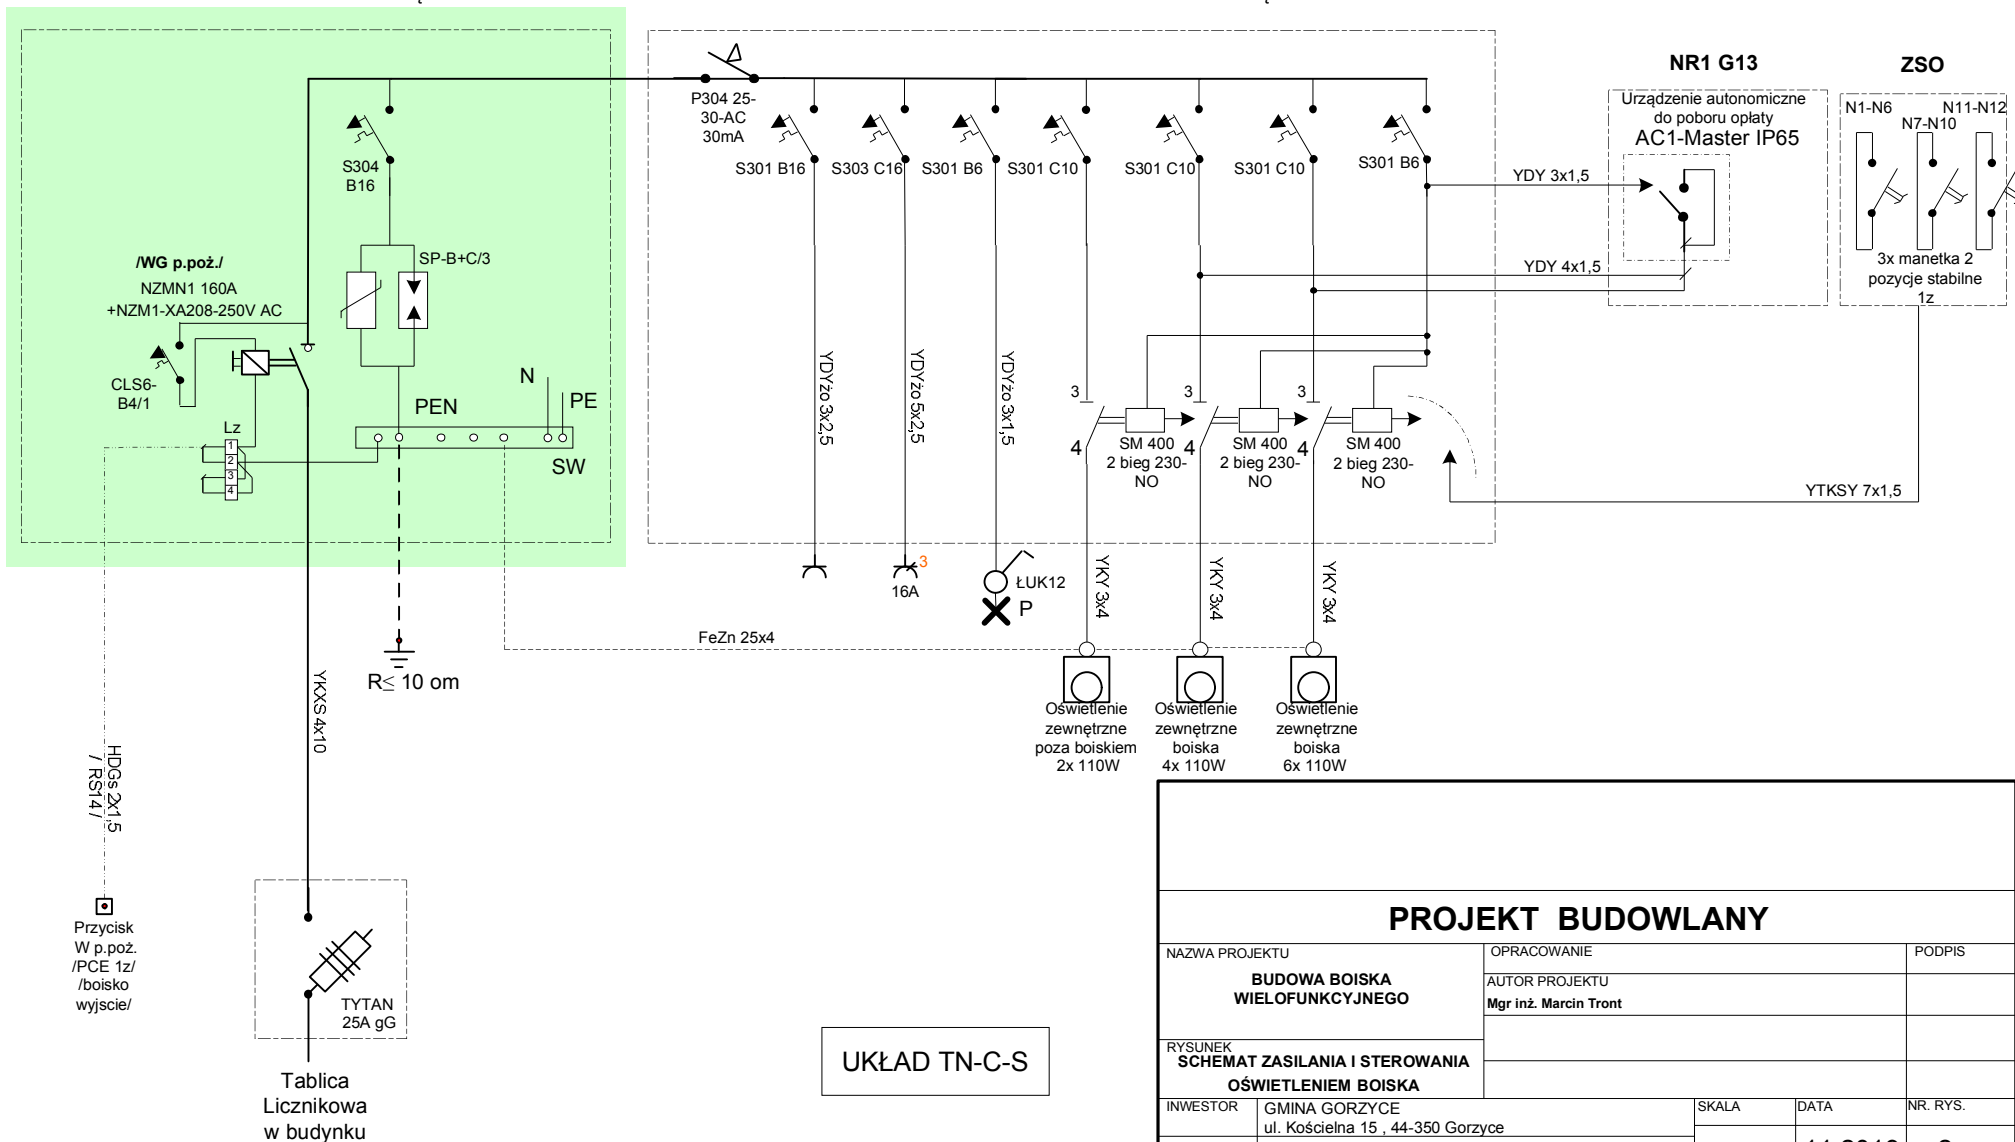 NR1 G13
ZSO
P304 25-
30-AC
30mA
S304
B16
S301 B16
S303 C16
S301 B6
S301 C10
S301 C10
S301 C10
S301 B6
YDY 3x1,5
YDY 4x1,5
Urządzenie autonomiczne
do poboru opłaty
AC1-Master IP65
N1-N6
N11-N12
N7-N10
3x manetka 2
pozycje stabilne
1z
/WG p.poż./
NZMN1 160A
+NZM1-XA208-250V AC
SP-B+C/3
CLS6-
B4/1
Lz
1
2
3
4
PEN
N
PE
SW
YDYżo 3x2,5
YDYżo 5x2,5
YDYżo 3x1,5
3
4
SM 400
2 bieg 230-
NO
3
4
SM 400
2 bieg 230-
NO
3
4
SM 400
2 bieg 230-
NO
YTKSY 7x1,5
3
16A
ŁUK12
P
YKY 3x4
YKY 3x4
YKY 3x4
FeZn 25x4
R≤ 10 om
YKXS 4x10
HDGs 2x1,5
/ RS14 /
Oświetlenie
zewnętrzne
poza boiskiem
2x 110W
Oświetlenie
zewnętrzne
boiska
4x 110W
Oświetlenie
zewnętrzne
boiska
6x 110W
Przycisk
W p.poż.
/PCE 1z/
/boisko
wyjscie/
TYTAN
25A gG
Tablica
Licznikowa
w budynku
UKŁAD TN-C-S
PROJEKT BUDOWLANY
NAZWA PROJEKTU
BUDOWA BOISKA
WIELOFUNKCYJNEGO
OPRACOWANIE
PODPIS
AUTOR PROJEKTU
Mgr inż. Marcin Tront
RYSUNEK
SCHEMAT ZASILANIA I STEROWANIA
OŚWIETLENIEM BOISKA
INWESTOR
GMINA GORZYCE
ul. Kościelna 15 , 44-350 Gorzyce
SKALA
DATA
NR. RYS.